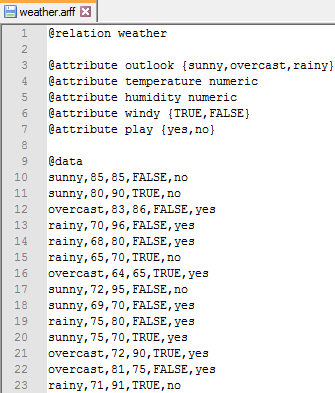 weather.arff
1 @relation weather
2
3 @attribute outlook {sunny,overcast,rainy}
4 @attribute temperature numeric
5 @attribute humidity numeric
6 @attribute windy {TRUE,FALSE}
7 @attribute play {yes,no}
8
9 @data
10 sunny,85,85,FALSE,no
11 sunny,80,90,TRUE,no
12 overcast,83,86,FALSE,yes
13 rainy,70,96,FALSE,yes
14 rainy,68,80,FALSE,yes
15 rainy,65,70,TRUE,no
16 overcast,64,65,TRUE,yes
17 sunny,72,95,FALSE,no
18 sunny,69,70,FALSE,yes
19 rainy,75,80,FALSE,yes
20 sunny,75,70,TRUE,yes
21 overcast,72,90,TRUE,yes
22 overcast,81,75,FALSE,yes
23 rainy,71,91,TRUE,no